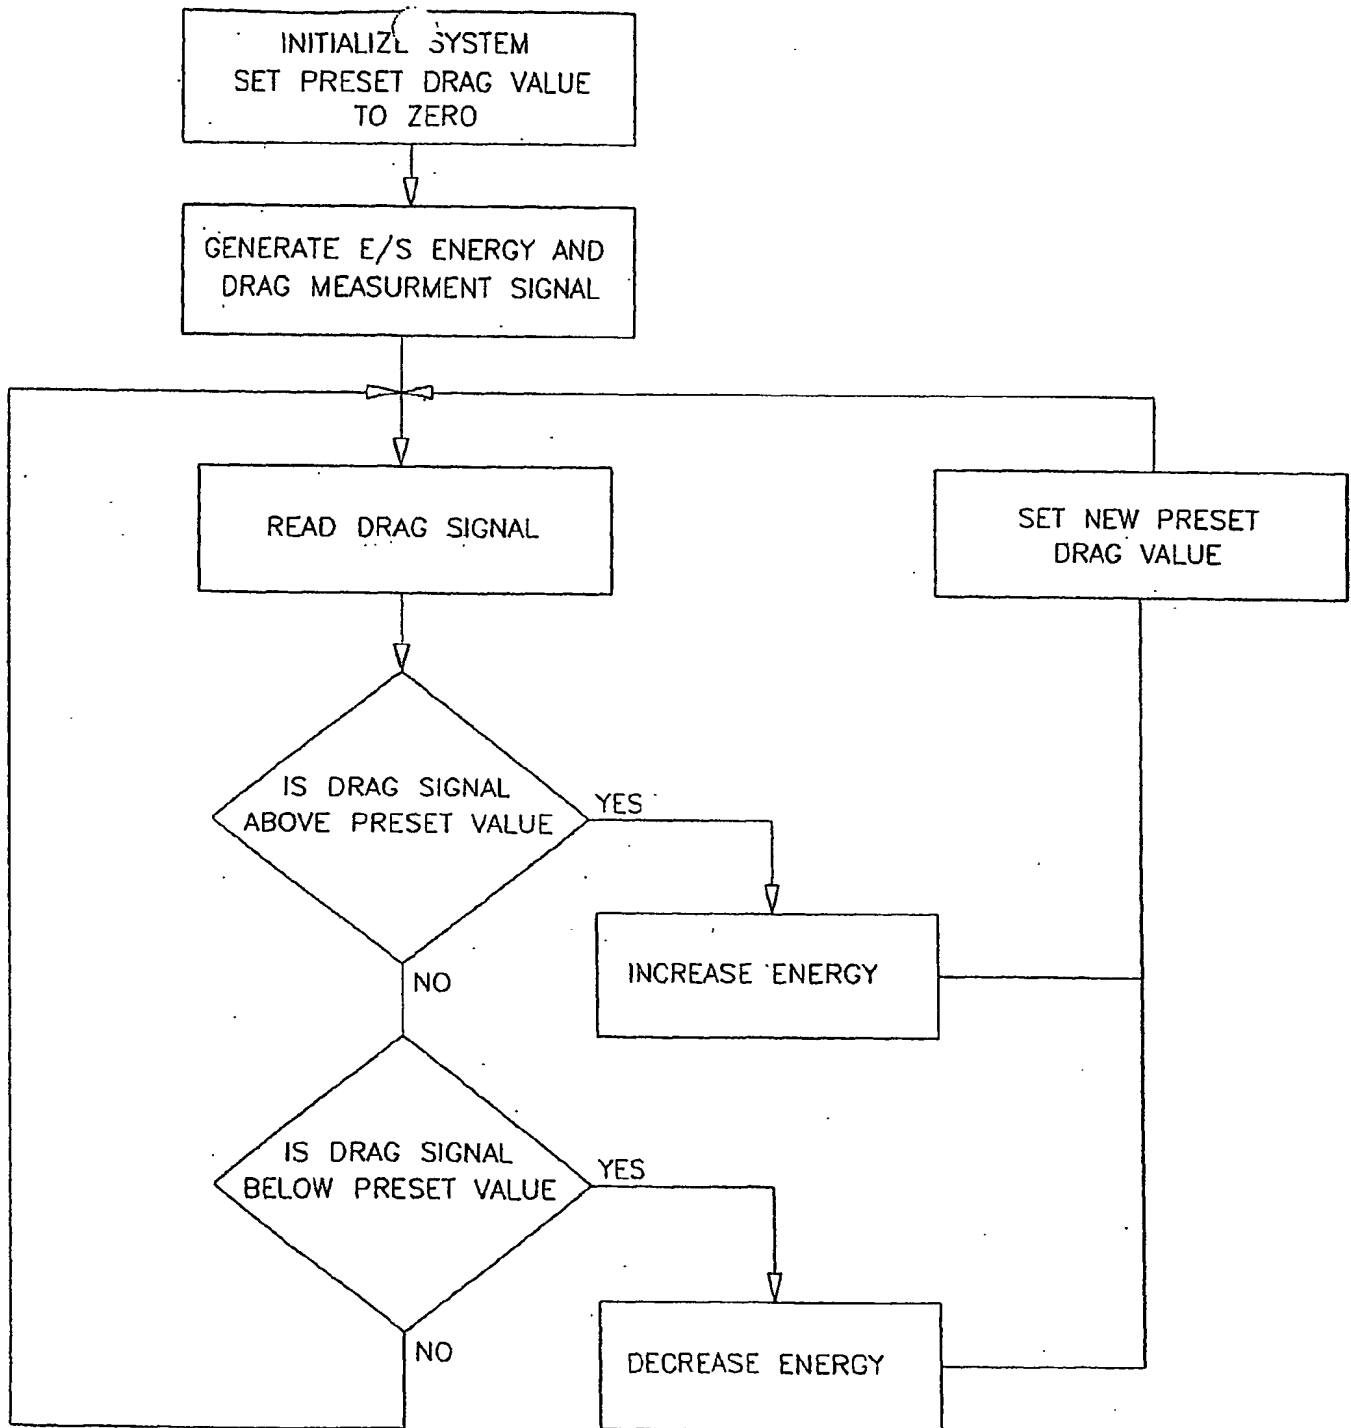 INITIALIZE SYSTEM
SET PRESET DRAG VALUE
TO ZERO
GENERATE E/S ENERGY AND
DRAG MEASURMENT SIGNAL
READ DRAG SIGNAL
SET NEW PRESET
DRAG VALUE
IS DRAG SIGNAL
ABOVE PRESET VALUE
YES
INCREASE ENERGY
NO
IS DRAG SIGNAL
BELOW PRESET VALUE
YES
DECREASE ENERGY
NO